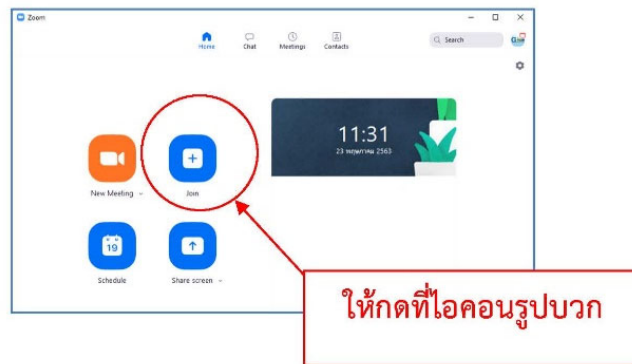 Zoom
Home Chat Meetings Contacts
Search
11:31
23 พฤษภาคม 2563
New Meeting
Join
19
Schedule
Share screen
ให้กดที่ไอคอนรูปบวก